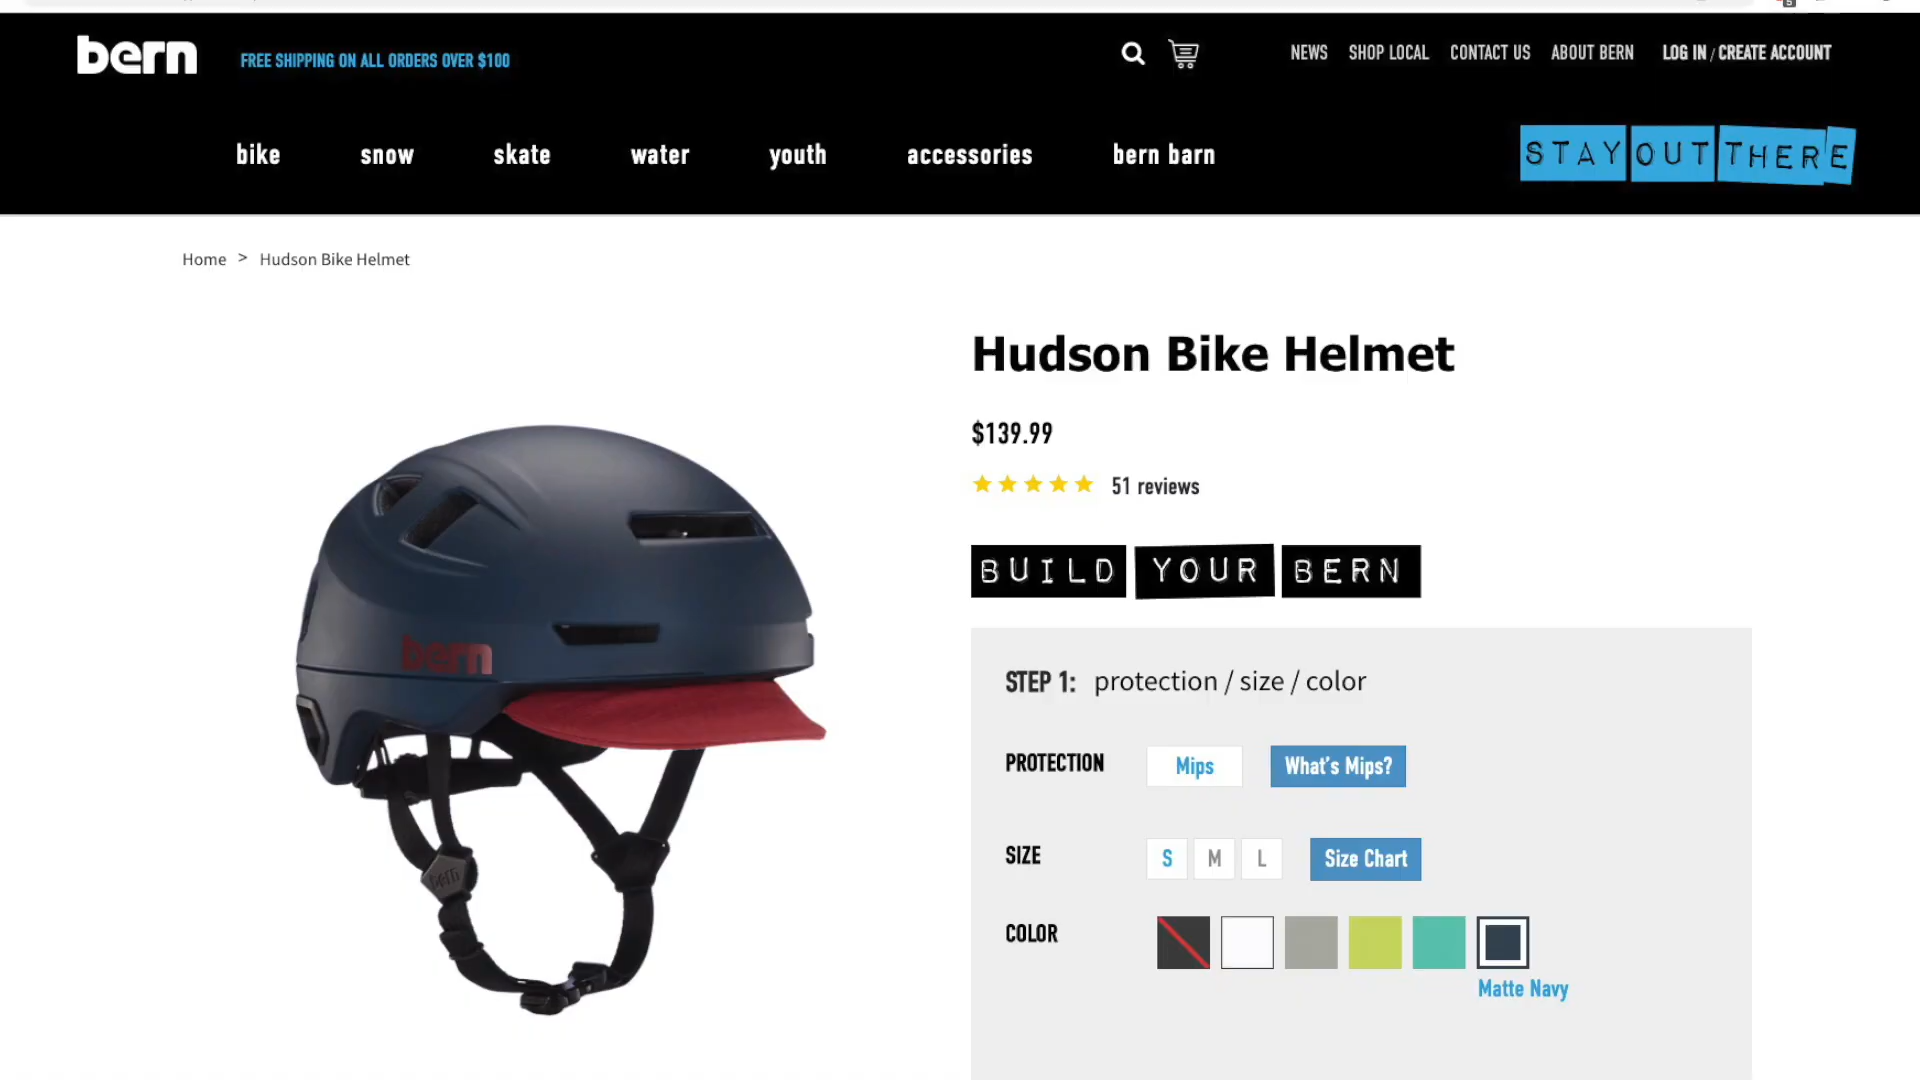 bern
FREE SHIPPING ON ALL ORDERS OVER $100
NEWS SHOP LOCAL CONTACT US ABOUT BERN LOG IN / CREATE ACCOUNT
bike snow skate water youth accessories bern barn
STAY OUT THERE
Home > Hudson Bike Helmet
Hudson Bike Helmet
$139.99
51 reviews
BUILD YOUR BERN
bern
STEP 1: protection / size / color
PROTECTION Mips What's Mips?
SIZE S M L Size Chart
bern
COLOR
Matte Navy